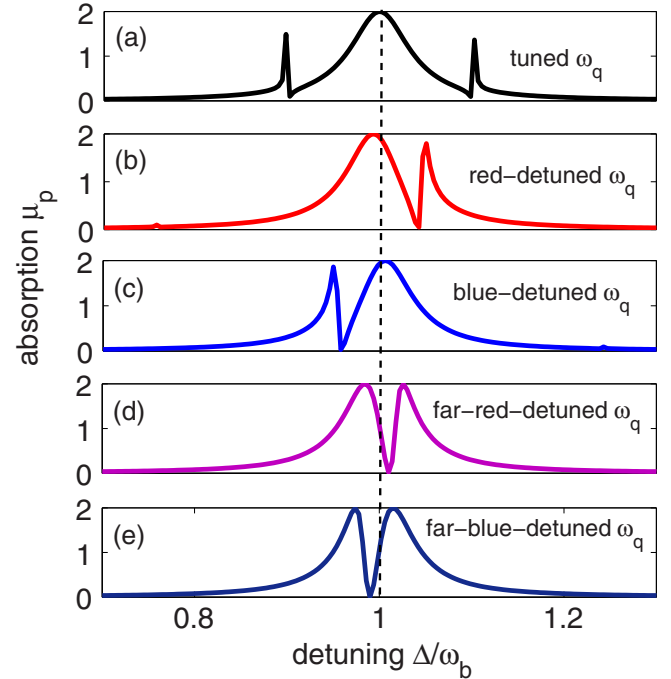 2
(a)
tuned ω_q
1
0
2
(b)
red-detuned ω_q
1
0
absorption μ_p
2
(c)
blue-detuned ω_q
1
0
2
(d)
far-red-detuned ω_q
1
0
2
(e)
far-blue-detuned ω_q
1
0
0.8 1 1.2
detuning Δ/ω_b